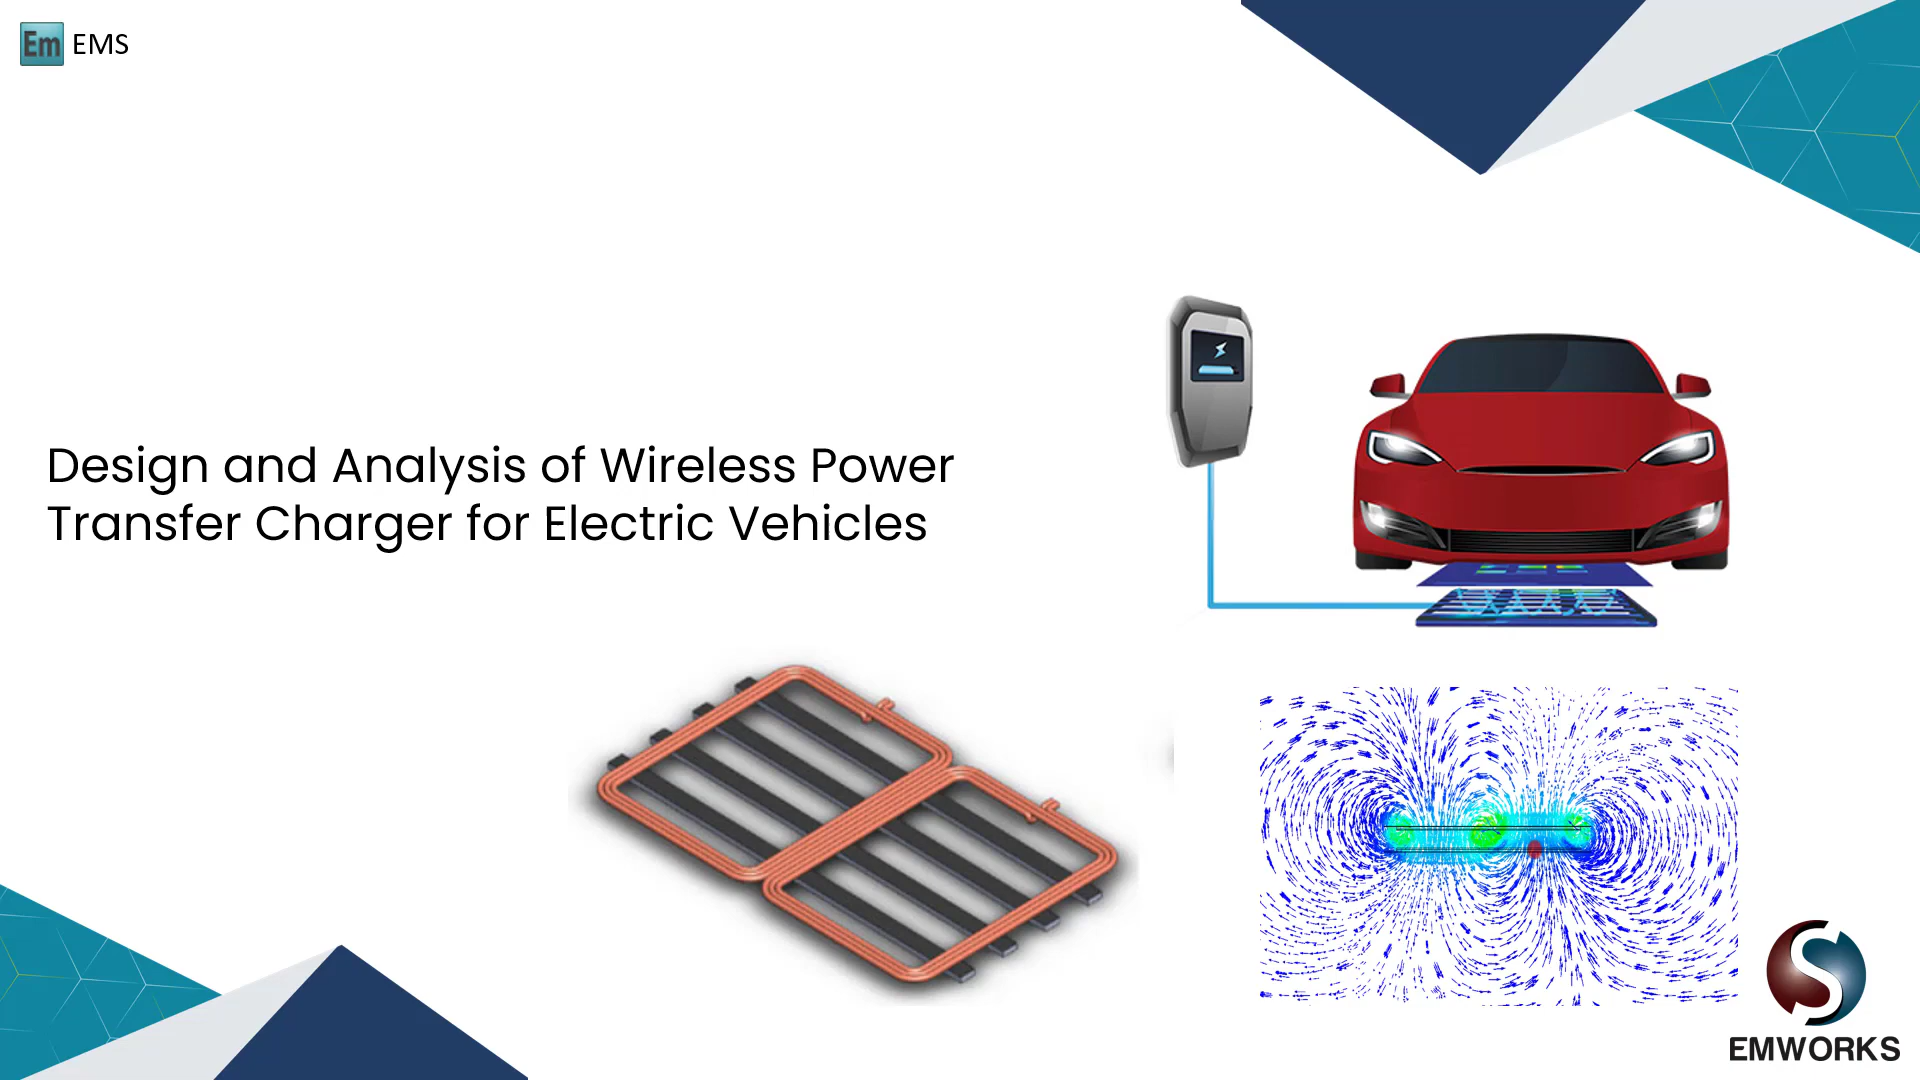 Em EMS
Design and Analysis of Wireless Power
Transfer Charger for Electric Vehicles
EMWORKS